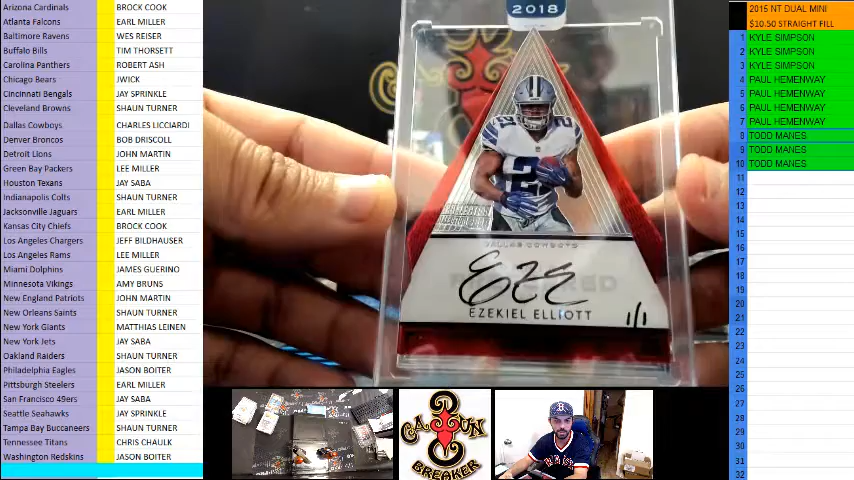 Arizona Cardinals BROCK COOK
Atlanta Falcons EARL MILLER
Baltimore Ravens WES REISER
Buffalo Bills TIM THORSETT
Carolina Panthers ROBERT ASH
Chicago Bears JWICK
Cincinnati Bengals JAY SPRINKLE
Cleveland Browns SHAUN TURNER
Dallas Cowboys CHARLES LICCIARDI
Denver Broncos BOB DRISCOLL
Detroit Lions JOHN MARTIN
Green Bay Packers LEE MILLER
Houston Texans JAY SABA
Indianapolis Colts SHAUN TURNER
Jacksonville Jaguars EARL MILLER
Kansas City Chiefs BROCK COOK
Los Angeles Chargers JEFF BILDHAUSER
Los Angeles Rams LEE MILLER
Miami Dolphins JAMES GUERINO
Minnesota Vikings AMY BRUNS
New England Patriots JOHN MARTIN
New Orleans Saints SHAUN TURNER
New York Giants MATTHIAS LEINEN
New York Jets JAY SABA
Oakland Raiders SHAUN TURNER
Philadelphia Eagles JASON BOITER
Pittsburgh Steelers EARL MILLER
San Francisco 49ers JAY SABA
Seattle Seahawks JAY SPRINKLE
Tampa Bay Buccaneers SHAUN TURNER
Tennessee Titans CHRIS CHAULK
Washington Redskins JASON BOITER
2018
21 21
DALLAS COWBOYS
EZE
EZEKIEL ELLIOTT
1/1
CAJUN
BREAKER
B
2015 NT DUAL MINI
$10.50 STRAIGHT FILL
1 KYLE SIMPSON
2 KYLE SIMPSON
3 KYLE SIMPSON
4 PAUL HEMENWAY
5 PAUL HEMENWAY
6 PAUL HEMENWAY
7 PAUL HEMENWAY
8 TODD MANES
9 TODD MANES
10 TODD MANES
11
12
13
14
15
16
17
18
19
20
21
22
23
24
25
26
27
28
29
30
31
32